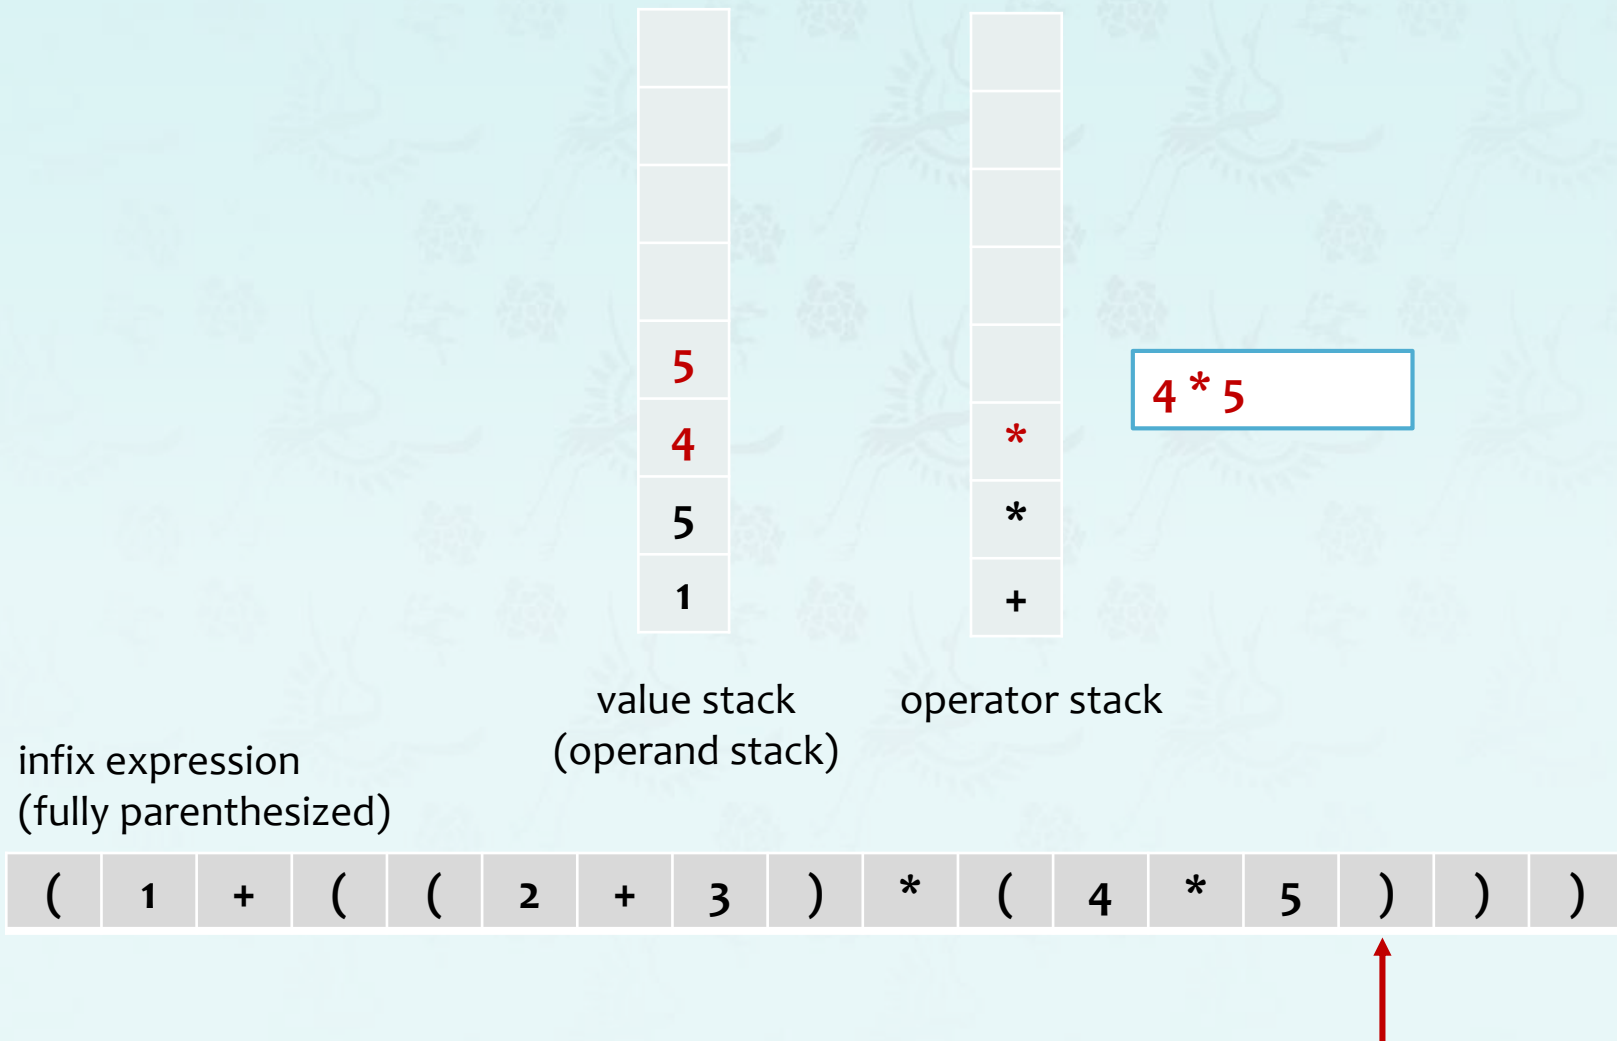 5
4
5
1
*
*
+
4 * 5
value stack
(operand stack)
operator stack
infix expression
(fully parenthesized)
( 1 + ( ( 2 + 3 ) * ( 4 * 5 ) ) )